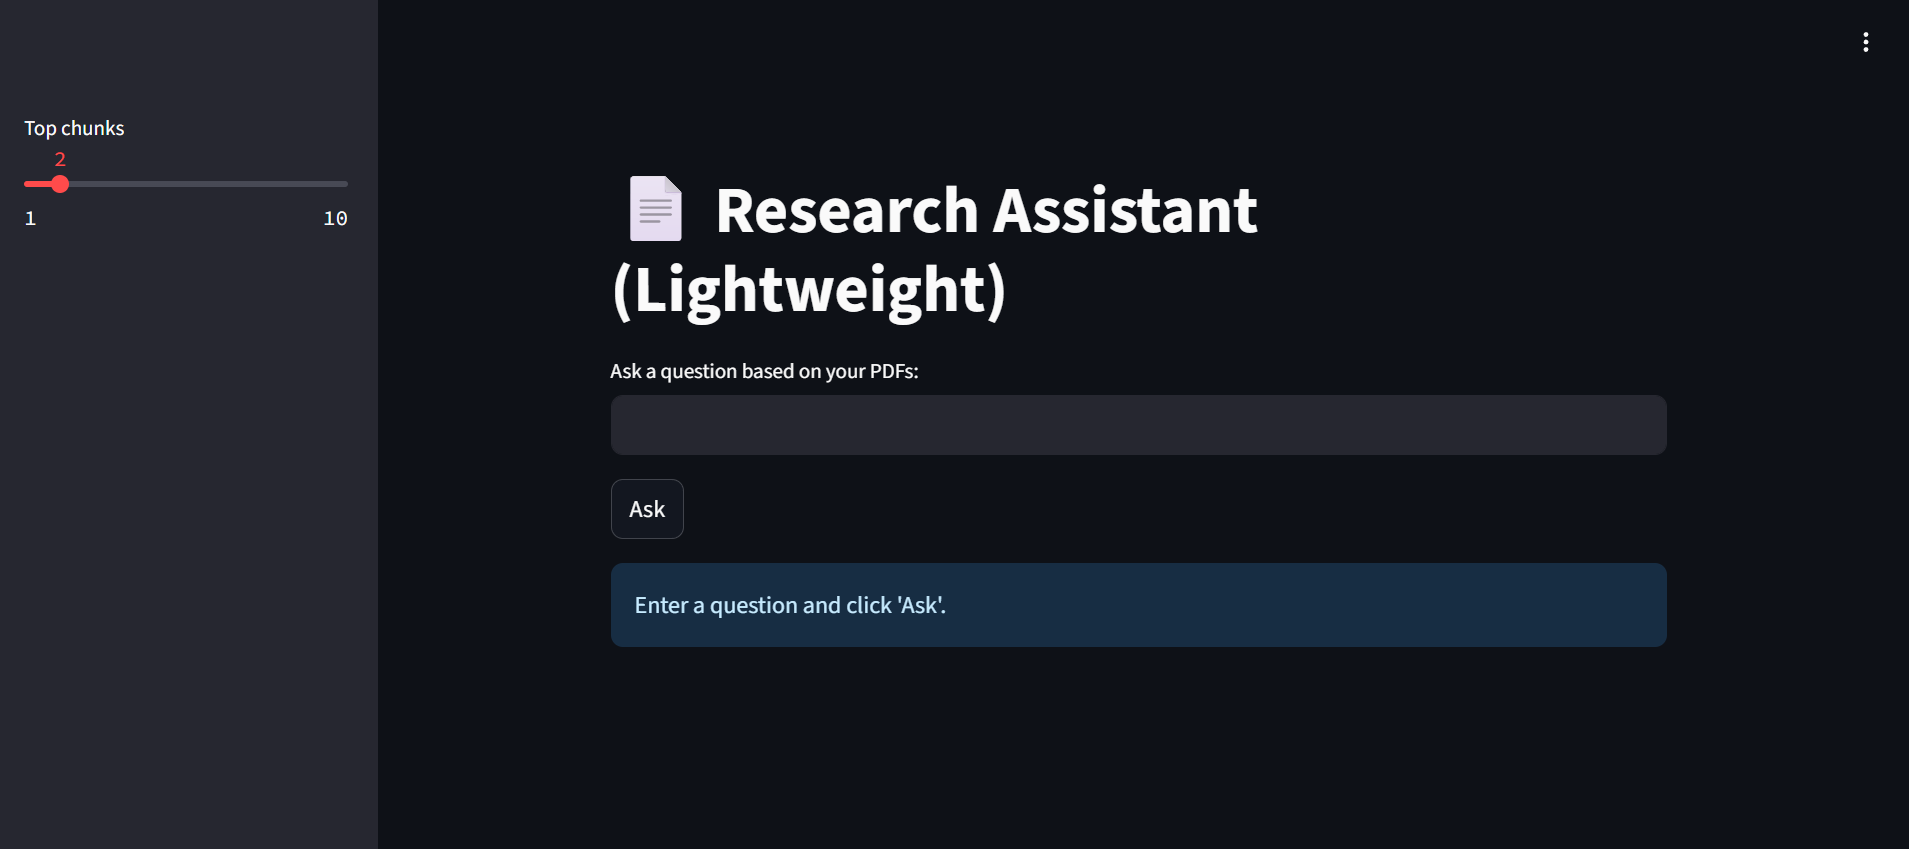 Top chunks
2
1 10
Research Assistant
(Lightweight)
Ask a question based on your PDFs:
Ask
Enter a question and click 'Ask'.